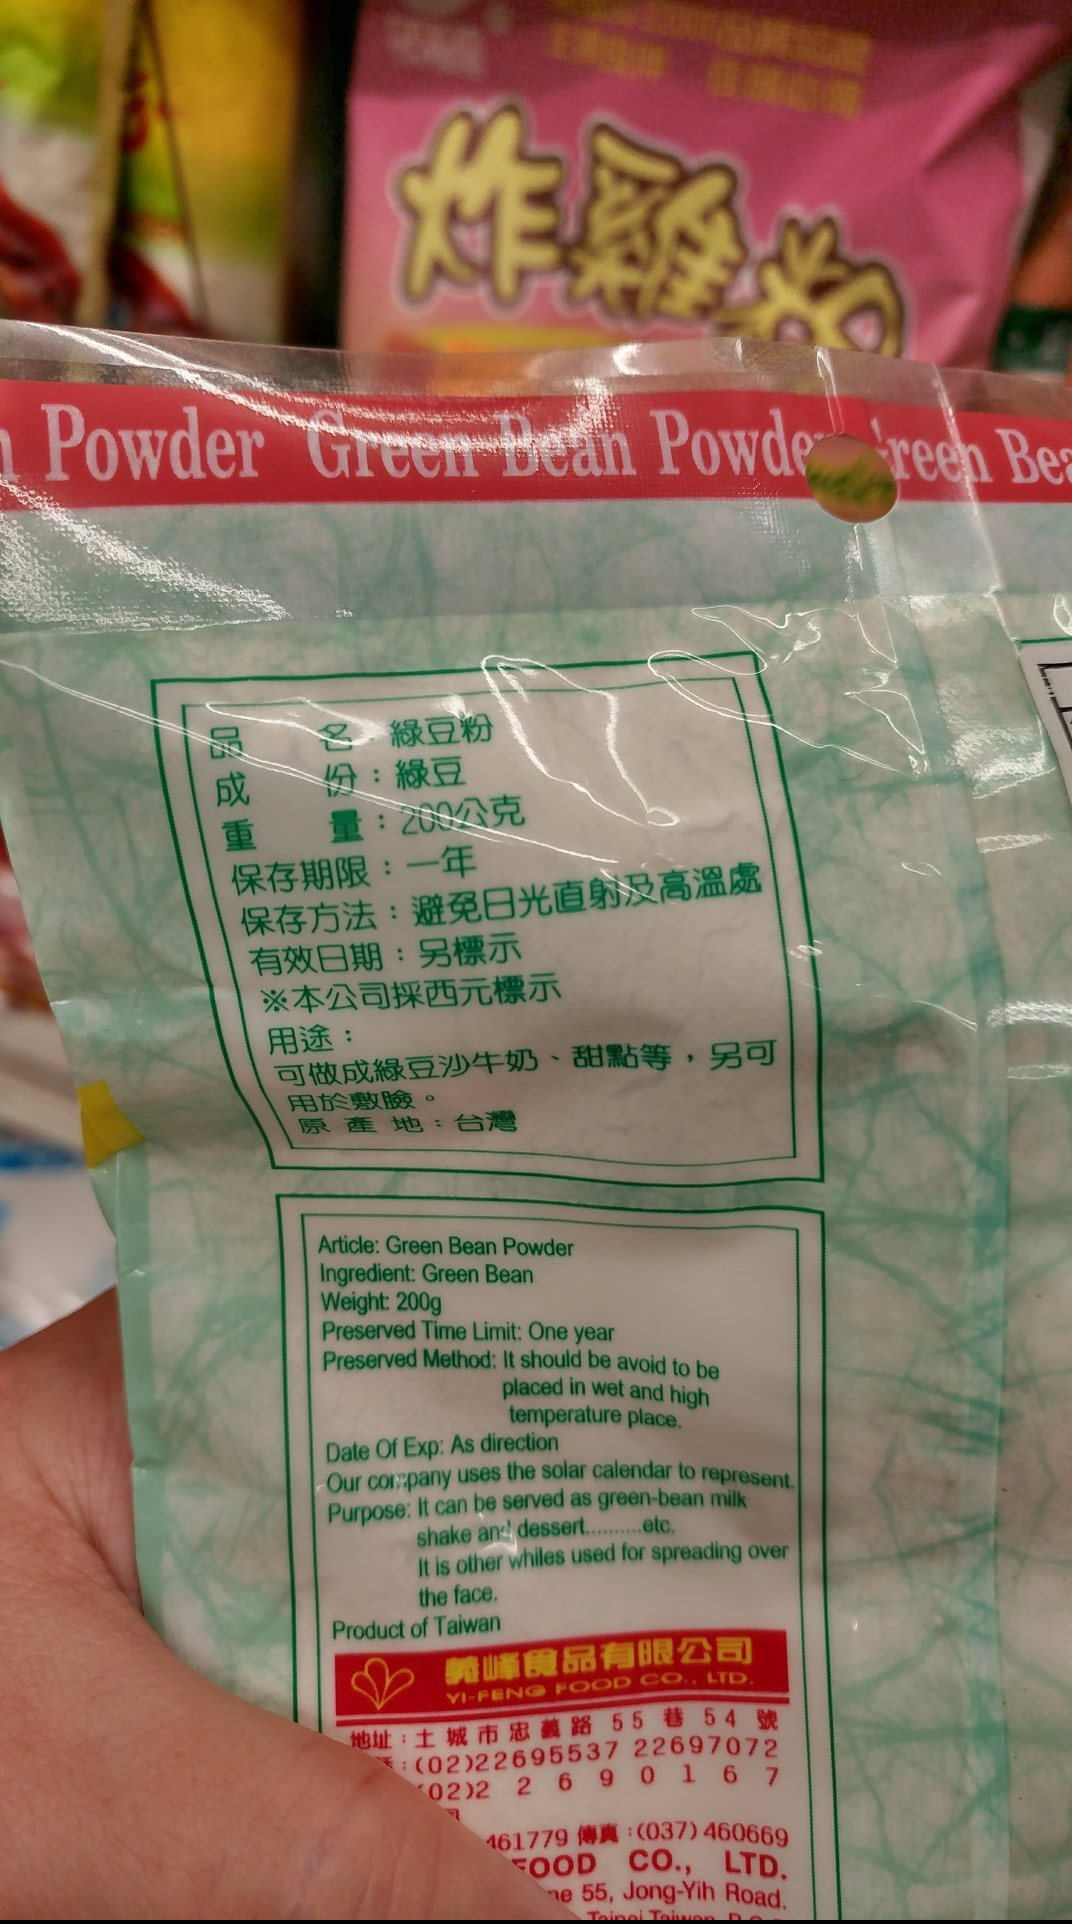 炸雞粉
Powder Green Bean Powder Green Bea
品 名：綠豆粉
成 份：綠豆
重 量：200公克
保存期限：一年
保存方法：避免日光直射及高溫處
有效日期：另標示
※本公司採西元標示
用途：
可做成綠豆沙牛奶、甜點等，另可
用於敷臉。
原 產 地：台灣
Article: Green Bean Powder
Ingredient: Green Bean
Weight: 200g
Preserved Time Limit: One year
Preserved Method: It should be avoid to be
placed in wet and high
temperature place.
Date Of Exp: As direction
Our company uses the solar calendar to represent.
Purpose: It can be served as green-bean milk
shake and dessert..........etc.
It is other whiles used for spreading over
the face.
Product of Taiwan
義峰食品有限公司
YI-FENG FOOD CO., LTD.
地址：土城市忠義路55巷54號
：(02)22695537 22697072
(02)2 2 6 9 0 1 6 7
461779 傳真：(037)460669
FOOD CO., LTD.
ne 55, Jong-Yih Road.
Taipei Taiwan